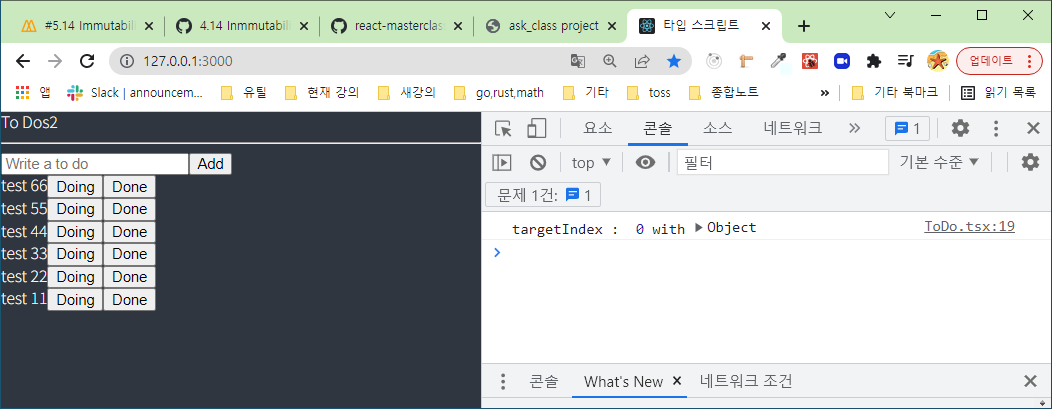 #5.14 Immutabili
4.14 Inmmutabil
react-masterclas
ask_class project
타입 스크립트
127.0.0.1:3000
업데이트
앱
Slack | announcem...
유틸
현재 강의
새강의
go,rust,math
기타
toss
종합노트
»
기타 북마크
읽기 목록
To Dos2
Write a to do Add
test 66 Doing Done
test 55 Doing Done
test 44 Doing Done
test 33 Doing Done
test 22 Doing Done
test 11 Doing Done
요소 콘솔 소스 네트워크 » 1
top ▼ 필터 기본 수준 ▼
문제 1건: 1
targetIndex : 0 with ▶Object ToDo.tsx:19
>
콘솔 What's New × 네트워크 조건